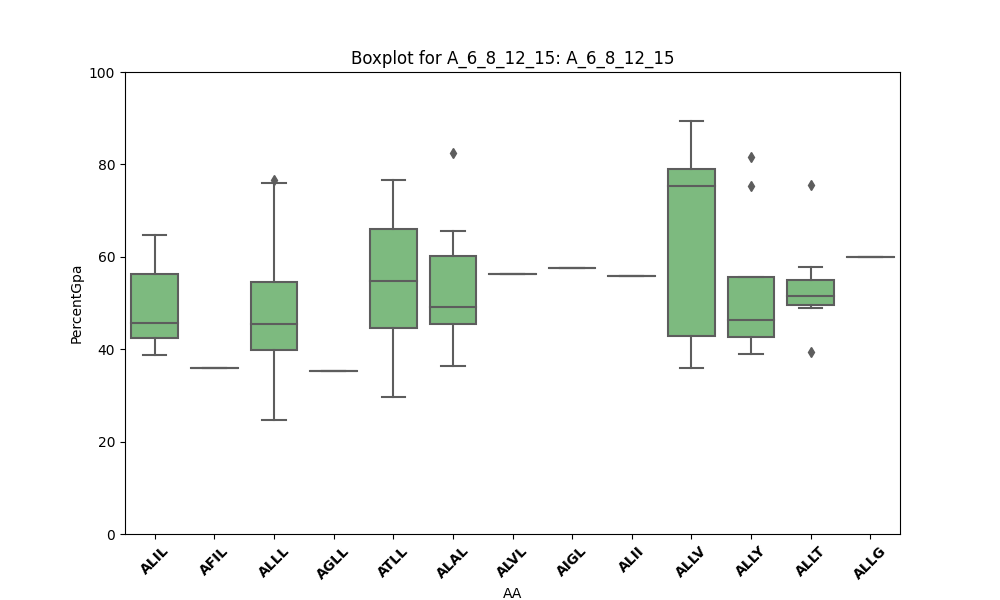 Boxplot for A_6_8_12_15: A_6_8_12_15
PercentGpa
100
80
60
40
20
0
ALIL AFIL ALLL AGLL ATLL ALAL ALVL AIGL ALII ALLV ALLY ALLT ALLG
AA